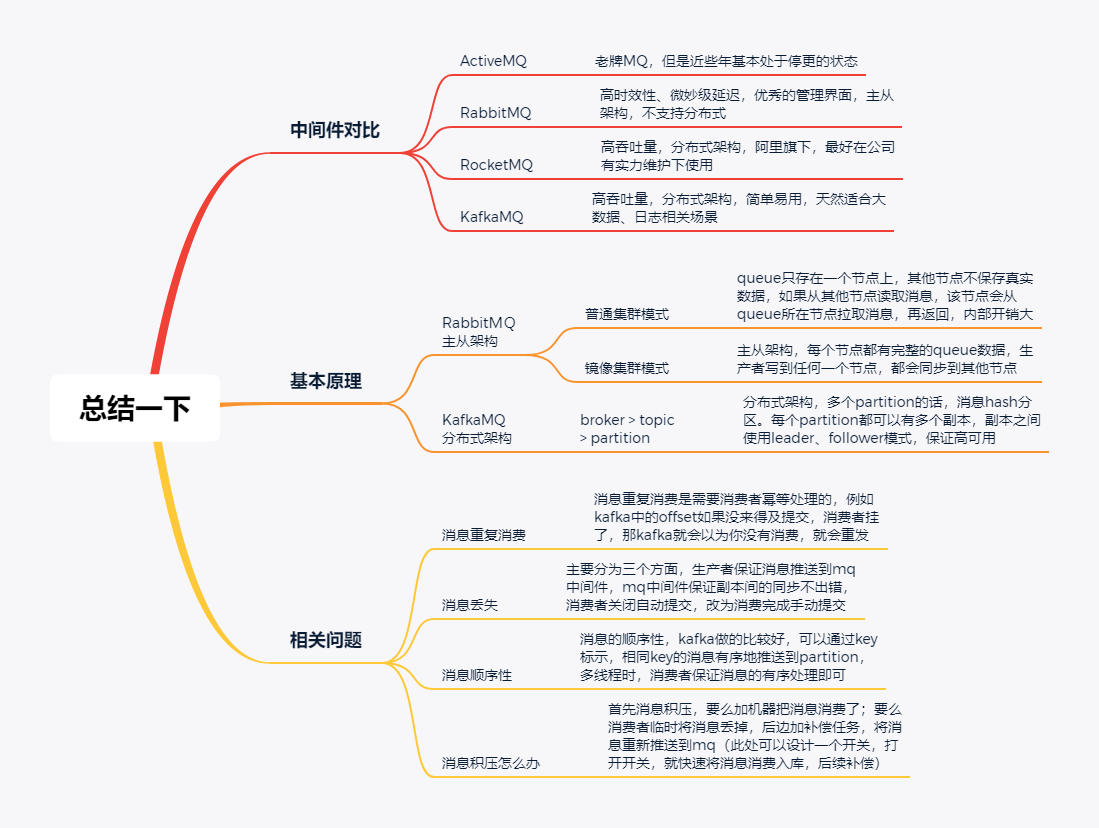 总结一下
中间件对比
ActiveMQ
老牌MQ，但是近些年基本处于停更的状态
RabbitMQ
高时效性、微妙级延迟，优秀的管理界面，主从
架构，不支持分布式
RocketMQ
高吞吐量，分布式架构，阿里旗下，最好在公司
有实力维护下使用
KafkaMQ
高吞吐量，分布式架构，简单易用，天然适合大
数据、日志相关场景
基本原理
RabbitMQ
主从架构
普通集群模式
queue只存在一个节点上，其他节点不保存真实
数据，如果从其他节点读取消息，该节点会从
queue所在节点拉取消息，再返回，内部开销大
镜像集群模式
主从架构，每个节点都有完整的queue数据，生
产者写到任何一个节点，都会同步到其他节点
KafkaMQ
分布式架构
broker > topic
> partition
分布式架构，多个partition的话，消息hash分
区。每个partition都可以有多个副本，副本之间
使用leader、follower模式，保证高可用
相关问题
消息重复消费
消息重复消费是需要消费者幂等处理的，例如
kafka中的offset如果没来得及提交，消费者挂
了，那kafka就会以为你没有消费，就会重发
消息丢失
主要分为三个方面，生产者保证消息推送到mq
中间件，mq中间件保证副本间的同步不出错，
消费者关闭自动提交，改为消费完成手动提交
消息顺序性
消息的顺序性，kafka做的比较好，可以通过key
标示，相同key的消息有序地推送到partition，
多线程时，消费者保证消息的有序处理即可
消息积压怎么办
首先消息积压，要么加机器把消息消费了；要么
消费者临时将消息丢掉，后边加补偿任务，将消
息重新推送到mq（此处可以设计一个开关，打
开开关，就快速将消息消费入库，后续补偿）